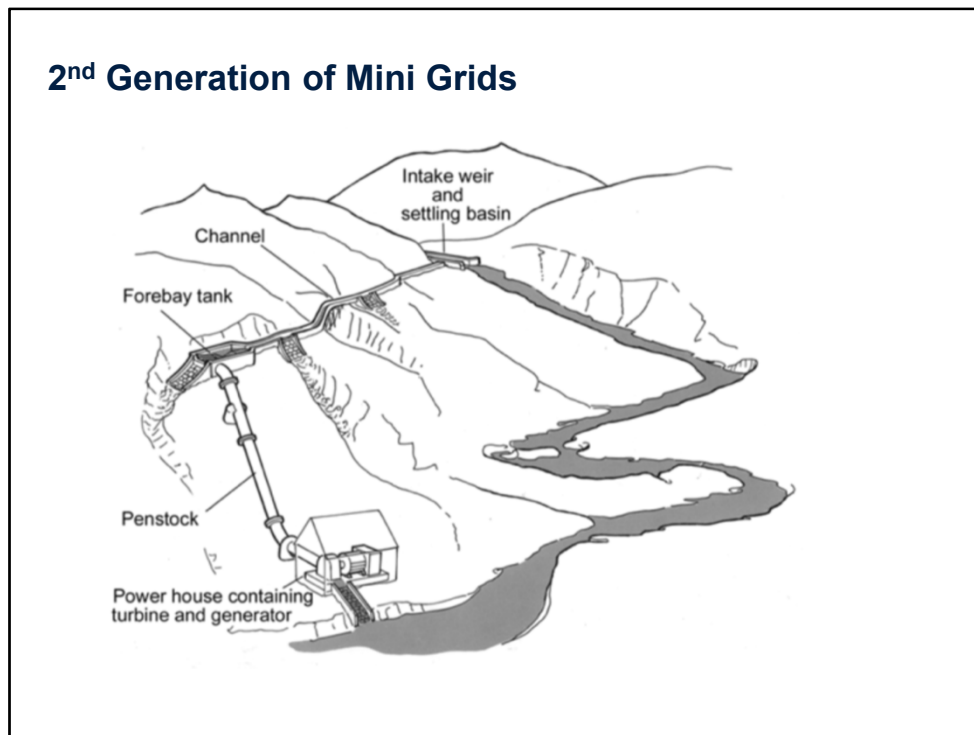 2nd Generation of Mini Grids
Intake weir
and
settling basin
Channel
Forebay tank
Penstock
Power house containing
turbine and generator